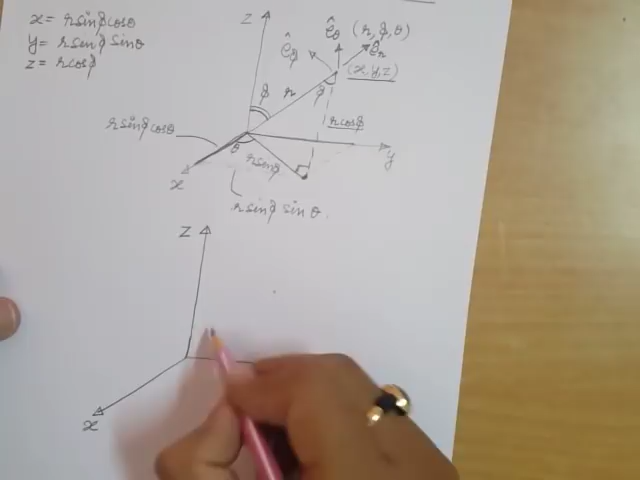 x = r sinϕ cosθ
y = r sinϕ sinθ
z = r cosϕ
z
ê_θ (r, ϕ, θ)
ê_ϕ
ê_r
(x, y, z)
ϕ
r
ϕ
r cosϕ
r sinϕ cosθ
θ
r sinϕ
y
x
r sinϕ sinθ.
z
x